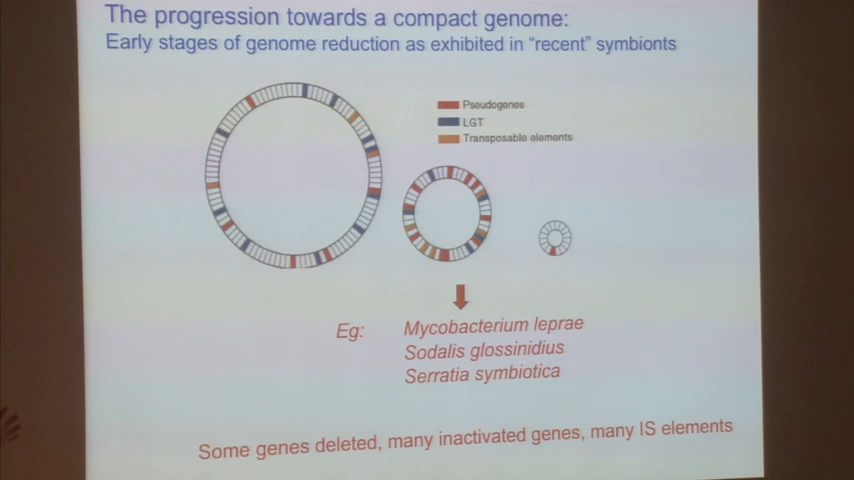 The progression towards a compact genome:
Early stages of genome reduction as exhibited in "recent" symbionts
Pseudogenes
LGT
Transposable elements
Eg: Mycobacterium leprae
Sodalis glossinidius
Serratia symbiotica
Some genes deleted, many inactivated genes, many IS elements